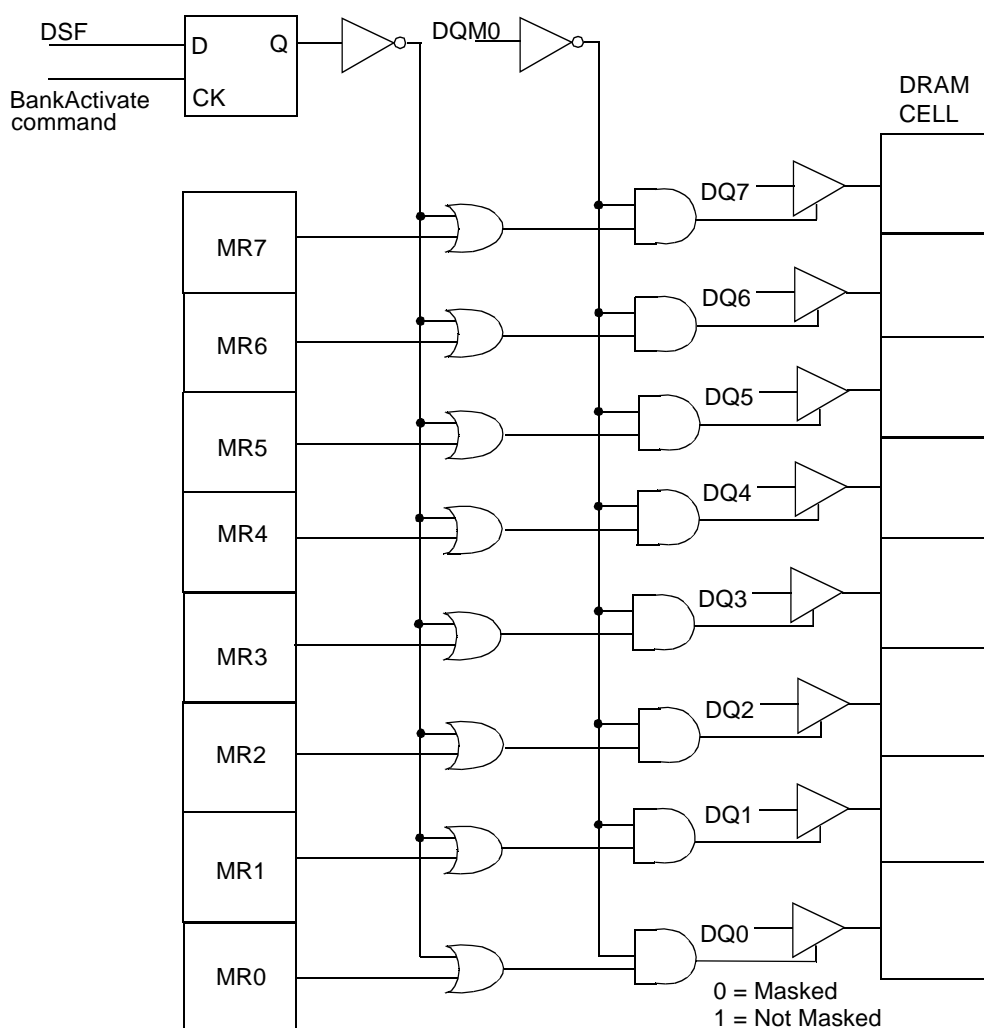 DSF
D
Q
CK
BankActivate
command
DQM0
DRAM
CELL
MR7
DQ7
MR6
DQ6
MR5
DQ5
MR4
DQ4
MR3
DQ3
MR2
DQ2
MR1
DQ1
MR0
DQ0
0 = Masked
1 = Not Masked